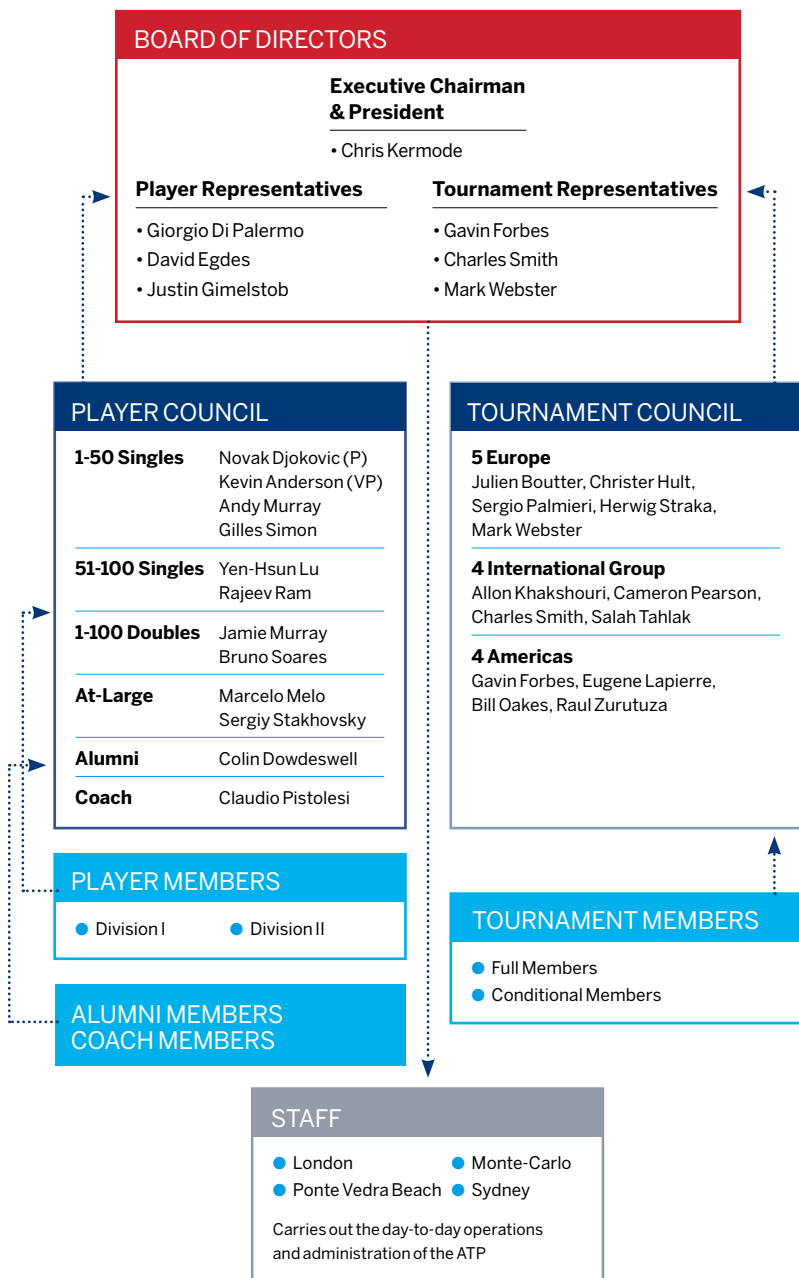 BOARD OF DIRECTORS
Executive Chairman
& President
• Chris Kermode
Player Representatives
• Giorgio Di Palermo
• David Egdes
• Justin Gimelstob
Tournament Representatives
• Gavin Forbes
• Charles Smith
• Mark Webster
PLAYER COUNCIL
1-50 Singles Novak Djokovic (P)
Kevin Anderson (VP)
Andy Murray
Gilles Simon
51-100 Singles Yen-Hsun Lu
Rajeev Ram
1-100 Doubles Jamie Murray
Bruno Soares
At-Large Marcelo Melo
Sergiy Stakhovsky
Alumni Colin Dowdeswell
Coach Claudio Pistolesi
TOURNAMENT COUNCIL
5 Europe
Julien Boutter, Christer Hult,
Sergio Palmieri, Herwig Straka,
Mark Webster
4 International Group
Allon Khakshouri, Cameron Pearson,
Charles Smith, Salah Tahlak
4 Americas
Gavin Forbes, Eugene Lapierre,
Bill Oakes, Raul Zurutuza
PLAYER MEMBERS
● Division I ● Division II
ALUMNI MEMBERS
COACH MEMBERS
TOURNAMENT MEMBERS
● Full Members
● Conditional Members
STAFF
● London ● Monte-Carlo
● Ponte Vedra Beach ● Sydney
Carries out the day-to-day operations
and administration of the ATP